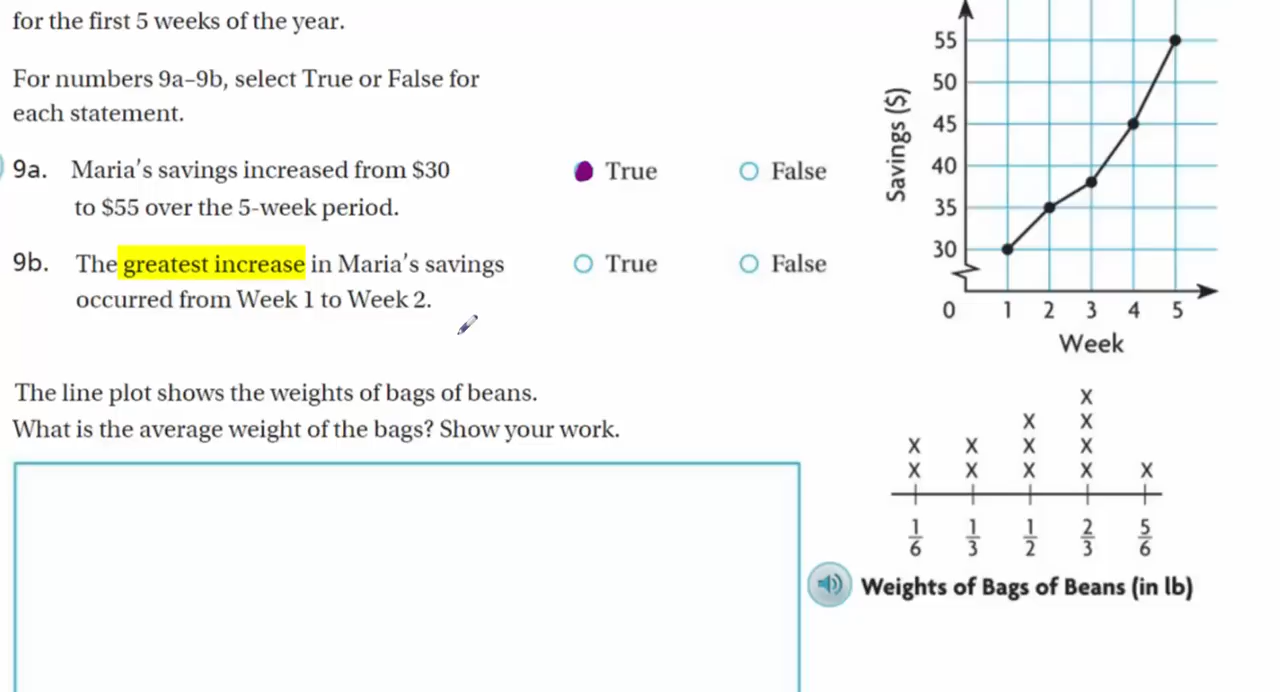 for the first 5 weeks of the year.
For numbers 9a–9b, select True or False for
each statement.
9a. Maria's savings increased from $30
to $55 over the 5-week period.
True
False
9b. The greatest increase in Maria's savings
occurred from Week 1 to Week 2.
True
False
Savings ($)
55
50
45
40
35
30
0 1 2 3 4 5
Week
The line plot shows the weights of bags of beans.
What is the average weight of the bags? Show your work.
X
X X
X X X X
X X X X X
1/6 1/3 1/2 2/3 5/6
Weights of Bags of Beans (in lb)